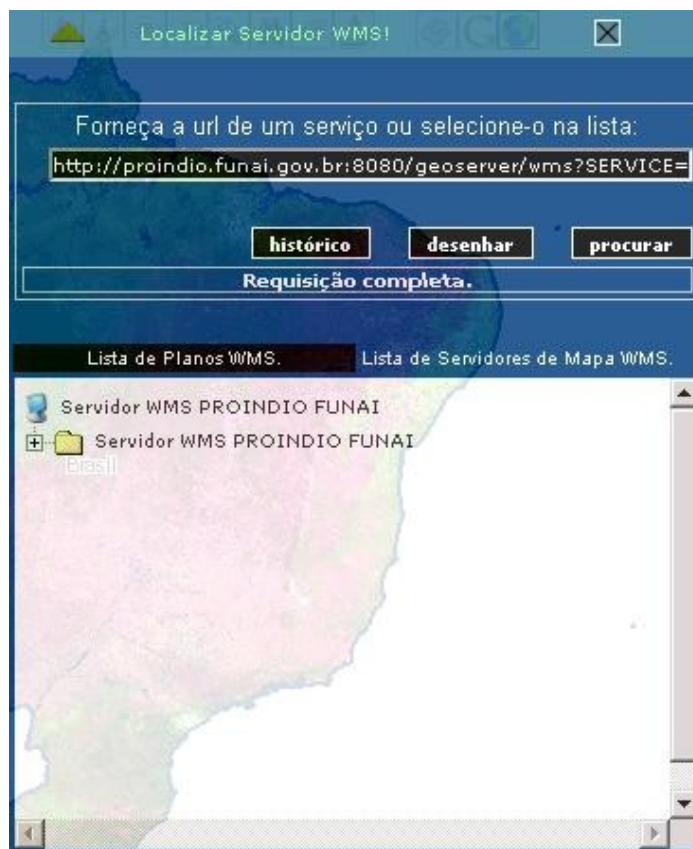 Localizar Servidor WMS!
Forneça a url de um serviço ou selecione-o na lista:
http://proindio.funai.gov.br:8080/geoserver/wms?SERVICE=
histórico desenhar procurar
Requisição completa.
Lista de Planos WMS. Lista de Servidores de Mapa WMS.
Servidor WMS PROINDIO FUNAI
Servidor WMS PROINDIO FUNAI
Brasil